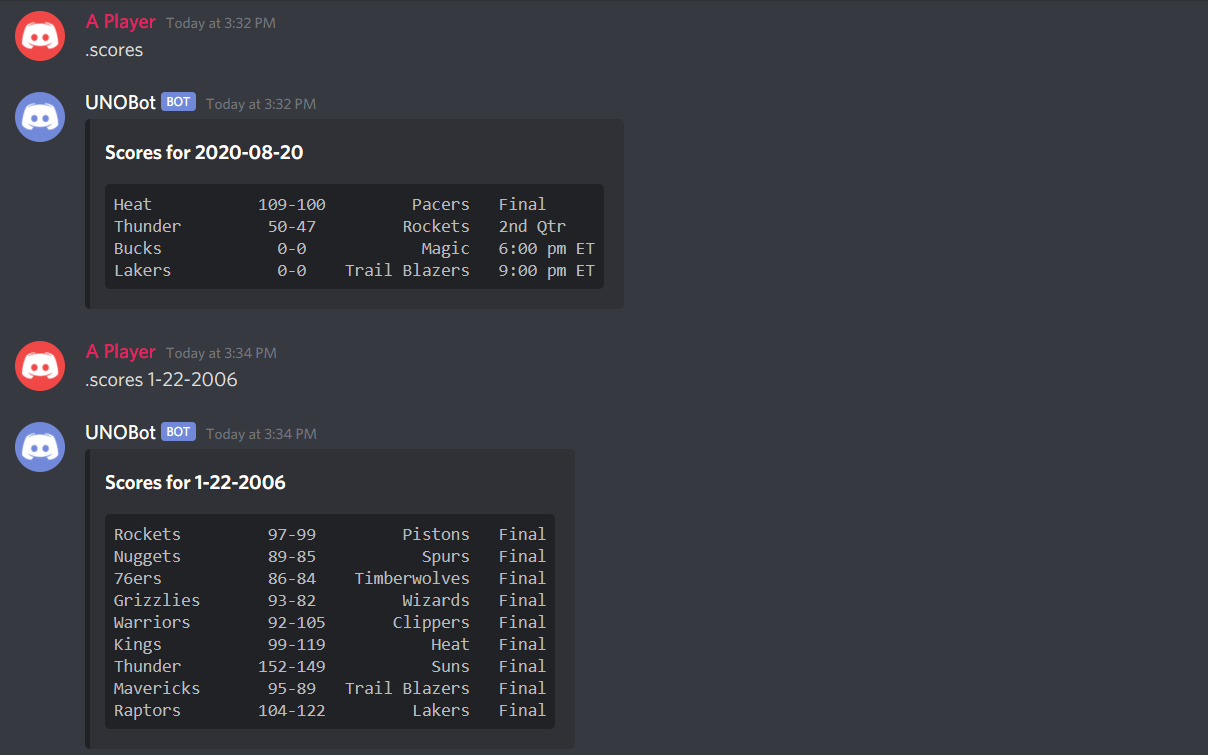 A Player Today at 3:32 PM
.scores
UNOBot BOT Today at 3:32 PM
Scores for 2020-08-20
Heat 109-100 Pacers Final
Thunder 50-47 Rockets 2nd Qtr
Bucks 0-0 Magic 6:00 pm ET
Lakers 0-0 Trail Blazers 9:00 pm ET
A Player Today at 3:34 PM
.scores 1-22-2006
UNOBot BOT Today at 3:34 PM
Scores for 1-22-2006
Rockets 97-99 Pistons Final
Nuggets 89-85 Spurs Final
76ers 86-84 Timberwolves Final
Grizzlies 93-82 Wizards Final
Warriors 92-105 Clippers Final
Kings 99-119 Heat Final
Thunder 152-149 Suns Final
Mavericks 95-89 Trail Blazers Final
Raptors 104-122 Lakers Final